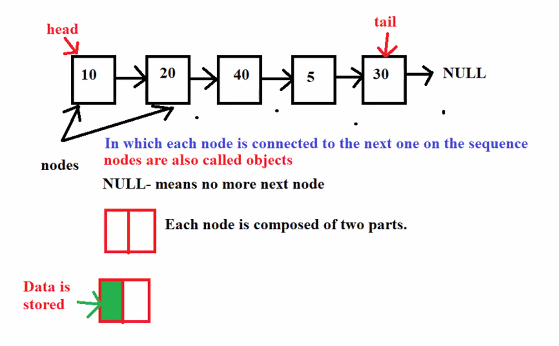 head
tail
10 20 40 5 30 NULL
nodes
In which each node is connected to the next one on the sequence
nodes are also called objects
NULL- means no more next node
Each node is composed of two parts.
Data is
stored